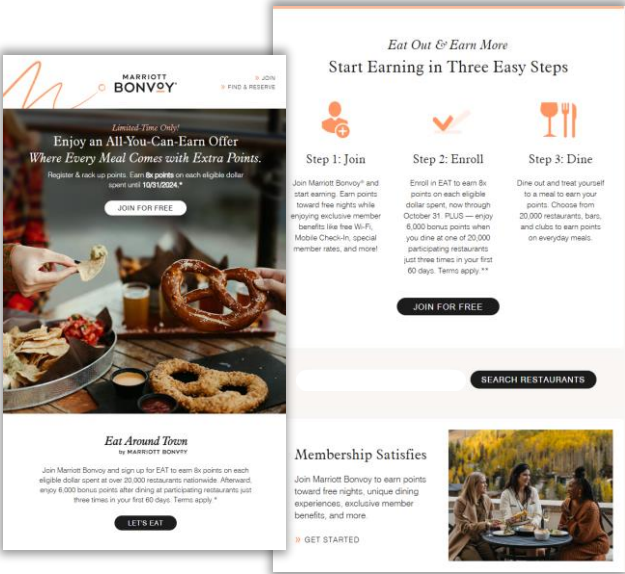 MARRIOTT
BONVOY®
» JOIN
» FIND & RESERVE
Limited-Time Only!
Enjoy an All-You-Can-Earn Offer
Where Every Meal Comes with Extra Points.
Register & rack up points. Earn 8x points on each eligible dollar
spent until 10/31/2024.*
JOIN FOR FREE
Eat Around Town
by MARRIOTT BONVOY
Join Marriott Bonvoy and sign up for EAT to earn 8x points on each
eligible dollar spent at over 20,000 restaurants nationwide. Afterward,
enjoy 6,000 bonus points after dining at participating restaurants just
three times in your first 60 days. Terms apply.*
LET'S EAT
Eat Out & Earn More
Start Earning in Three Easy Steps
Step 1: Join
Join Marriott Bonvoy® and
start earning. Earn points
toward free nights while
enjoying exclusive member
benefits like free Wi-Fi,
Mobile Check-In, special
member rates, and more!
Step 2: Enroll
Enroll in EAT to earn 8x
points on each eligible
dollar spent, now through
October 31. PLUS — enjoy
6,000 bonus points when
you dine at one of 20,000
participating restaurants
just three times in your first
60 days. Terms apply.**
Step 3: Dine
Dine out and treat yourself
to a meal to earn your
points. Choose from
20,000 restaurants, bars,
and clubs to earn points
on everyday meals.
JOIN FOR FREE
SEARCH RESTAURANTS
Membership Satisfies
Join Marriott Bonvoy to earn points
toward free nights, unique dining
experiences, exclusive member
benefits, and more
» GET STARTED